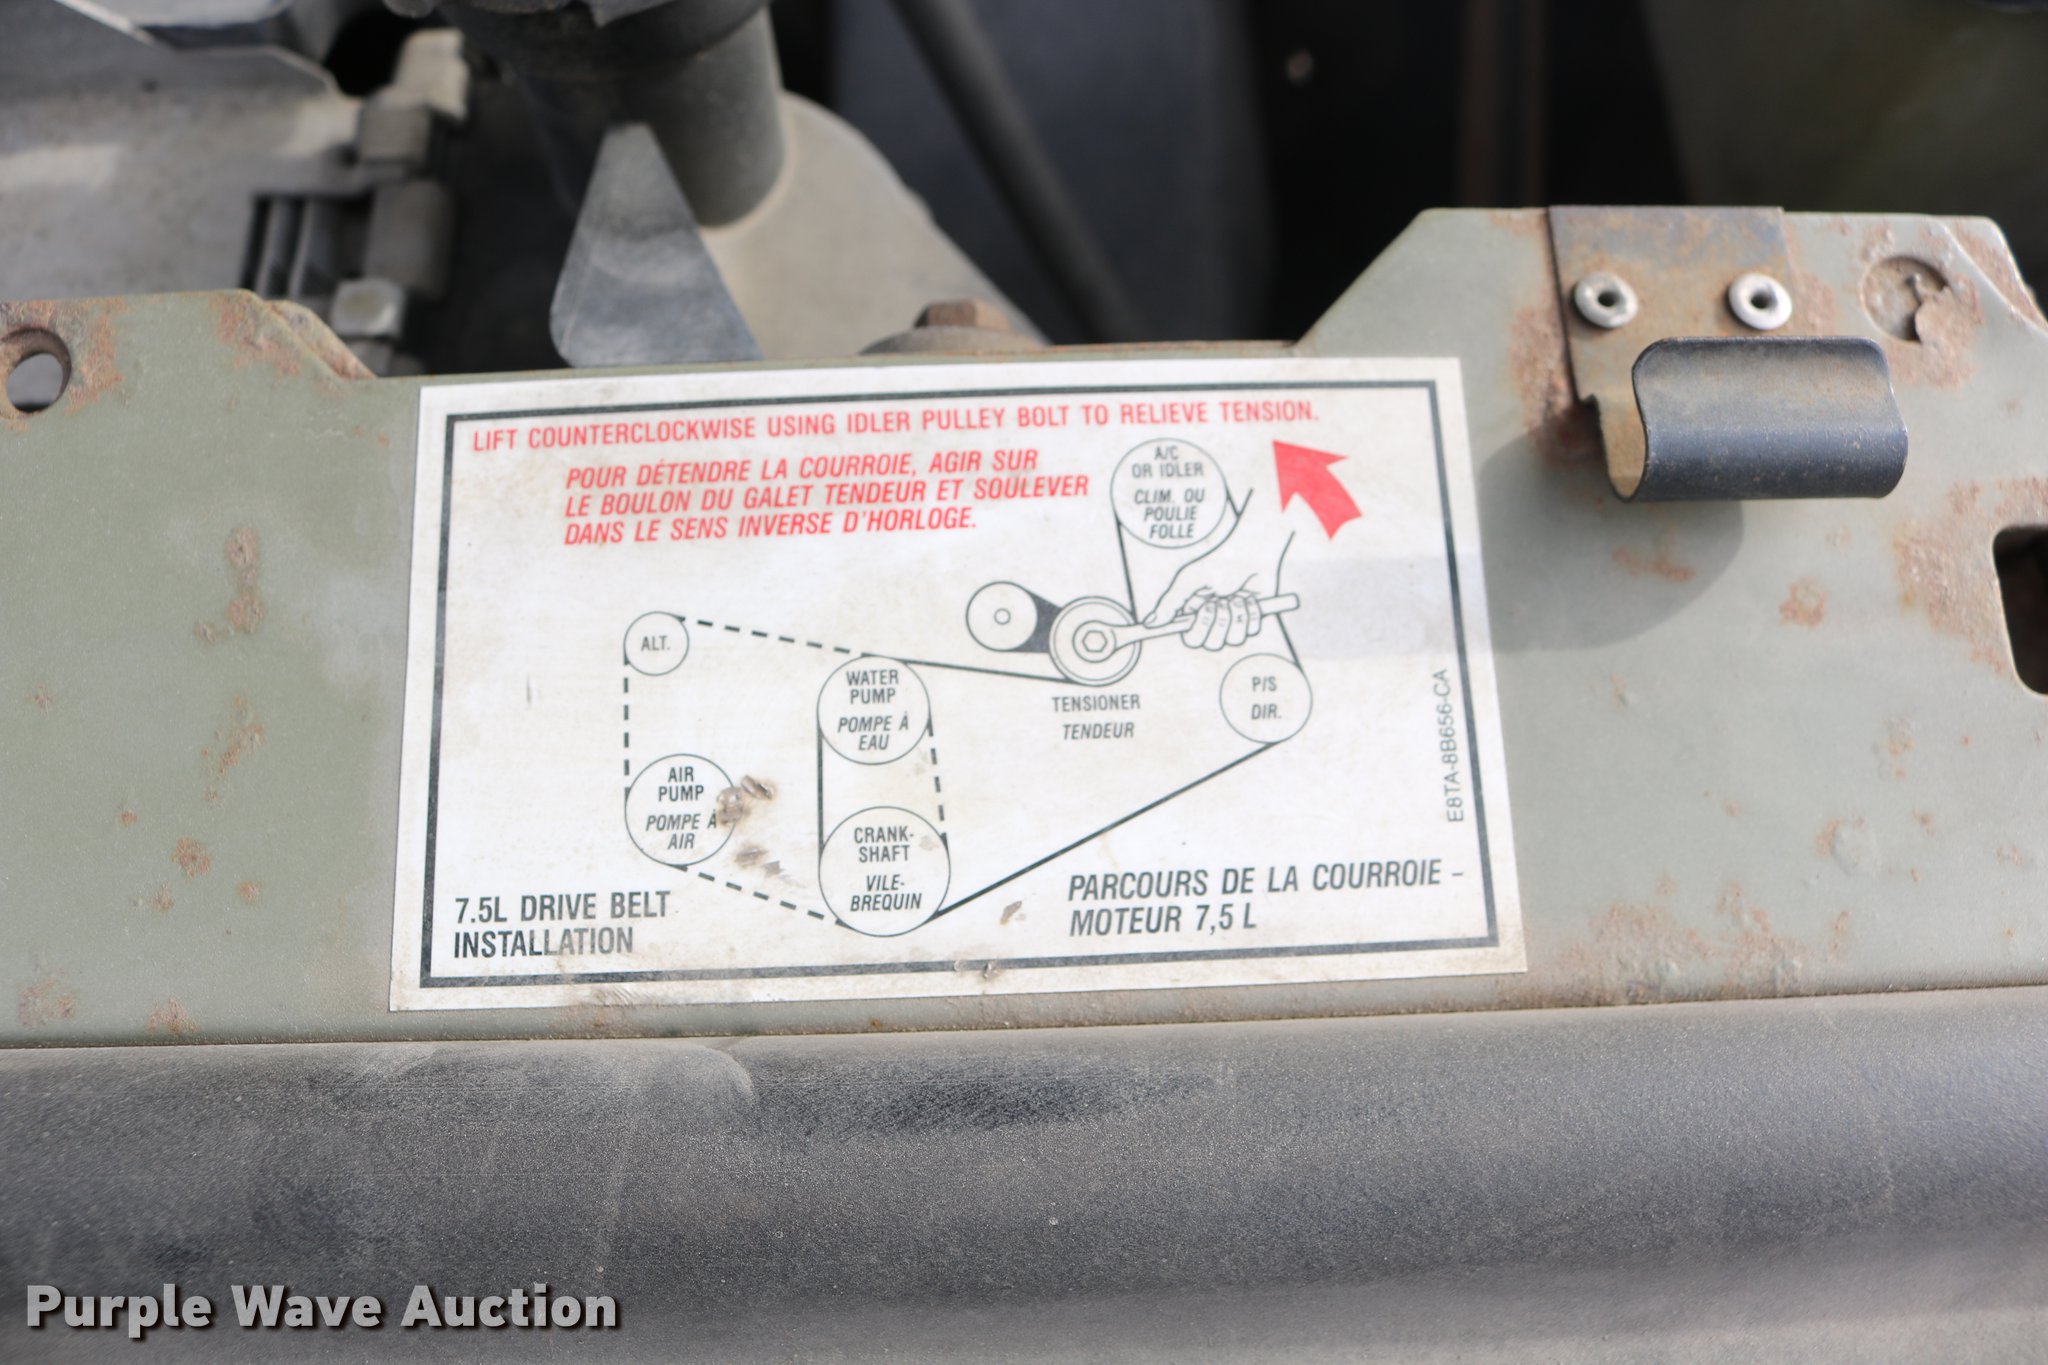 LIFT COUNTERCLOCKWISE USING IDLER PULLEY BOLT TO RELIEVE TENSION.
POUR DÉTENDRE LA COURROIE, AGIR SUR
LE BOULON DU GALET TENDEUR ET SOULEVER
DANS LE SENS INVERSE D'HORLOGE.
A/C
OR IDLER
CLIM. OU
POULIE
FOLLE
ALT.
WATER
PUMP
POMPE À
EAU
TENSIONER
TENDEUR
P/S
DIR.
AIR
PUMP
POMPE À
AIR
CRANK-
SHAFT
VILE-
BREQUIN
E8TA-8B656-CA
7.5L DRIVE BELT
INSTALLATION
PARCOURS DE LA COURROIE -
MOTEUR 7,5 L
Purple Wave Auction